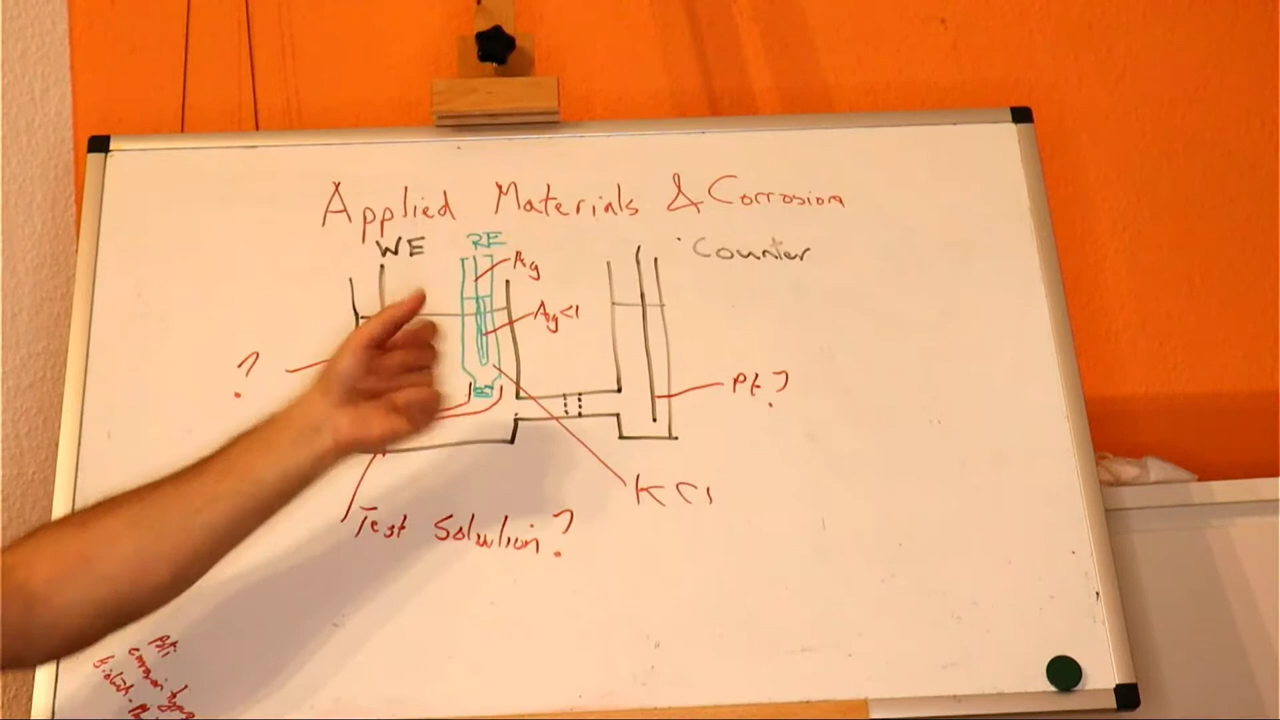 Applied Materials & Corrosion
WE RE Counter
Ag
AgCl
?
Pt?
KCl
Test Solution?